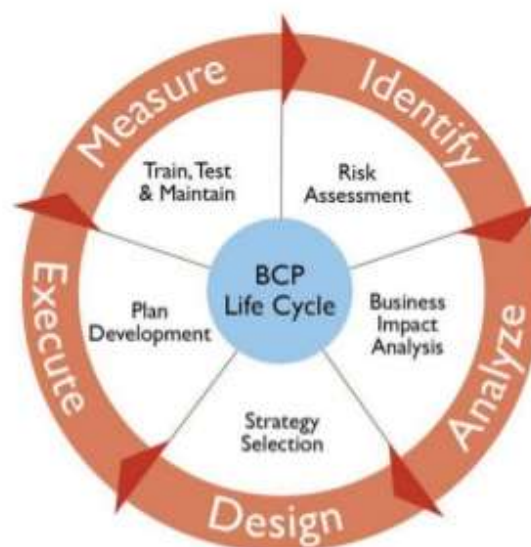 Identify
Analyze
Design
Execute
Measure
Risk
Assessment
Business
Impact
Analysis
Strategy
Selection
Plan
Development
Train, Test
& Maintain
BCP
Life Cycle